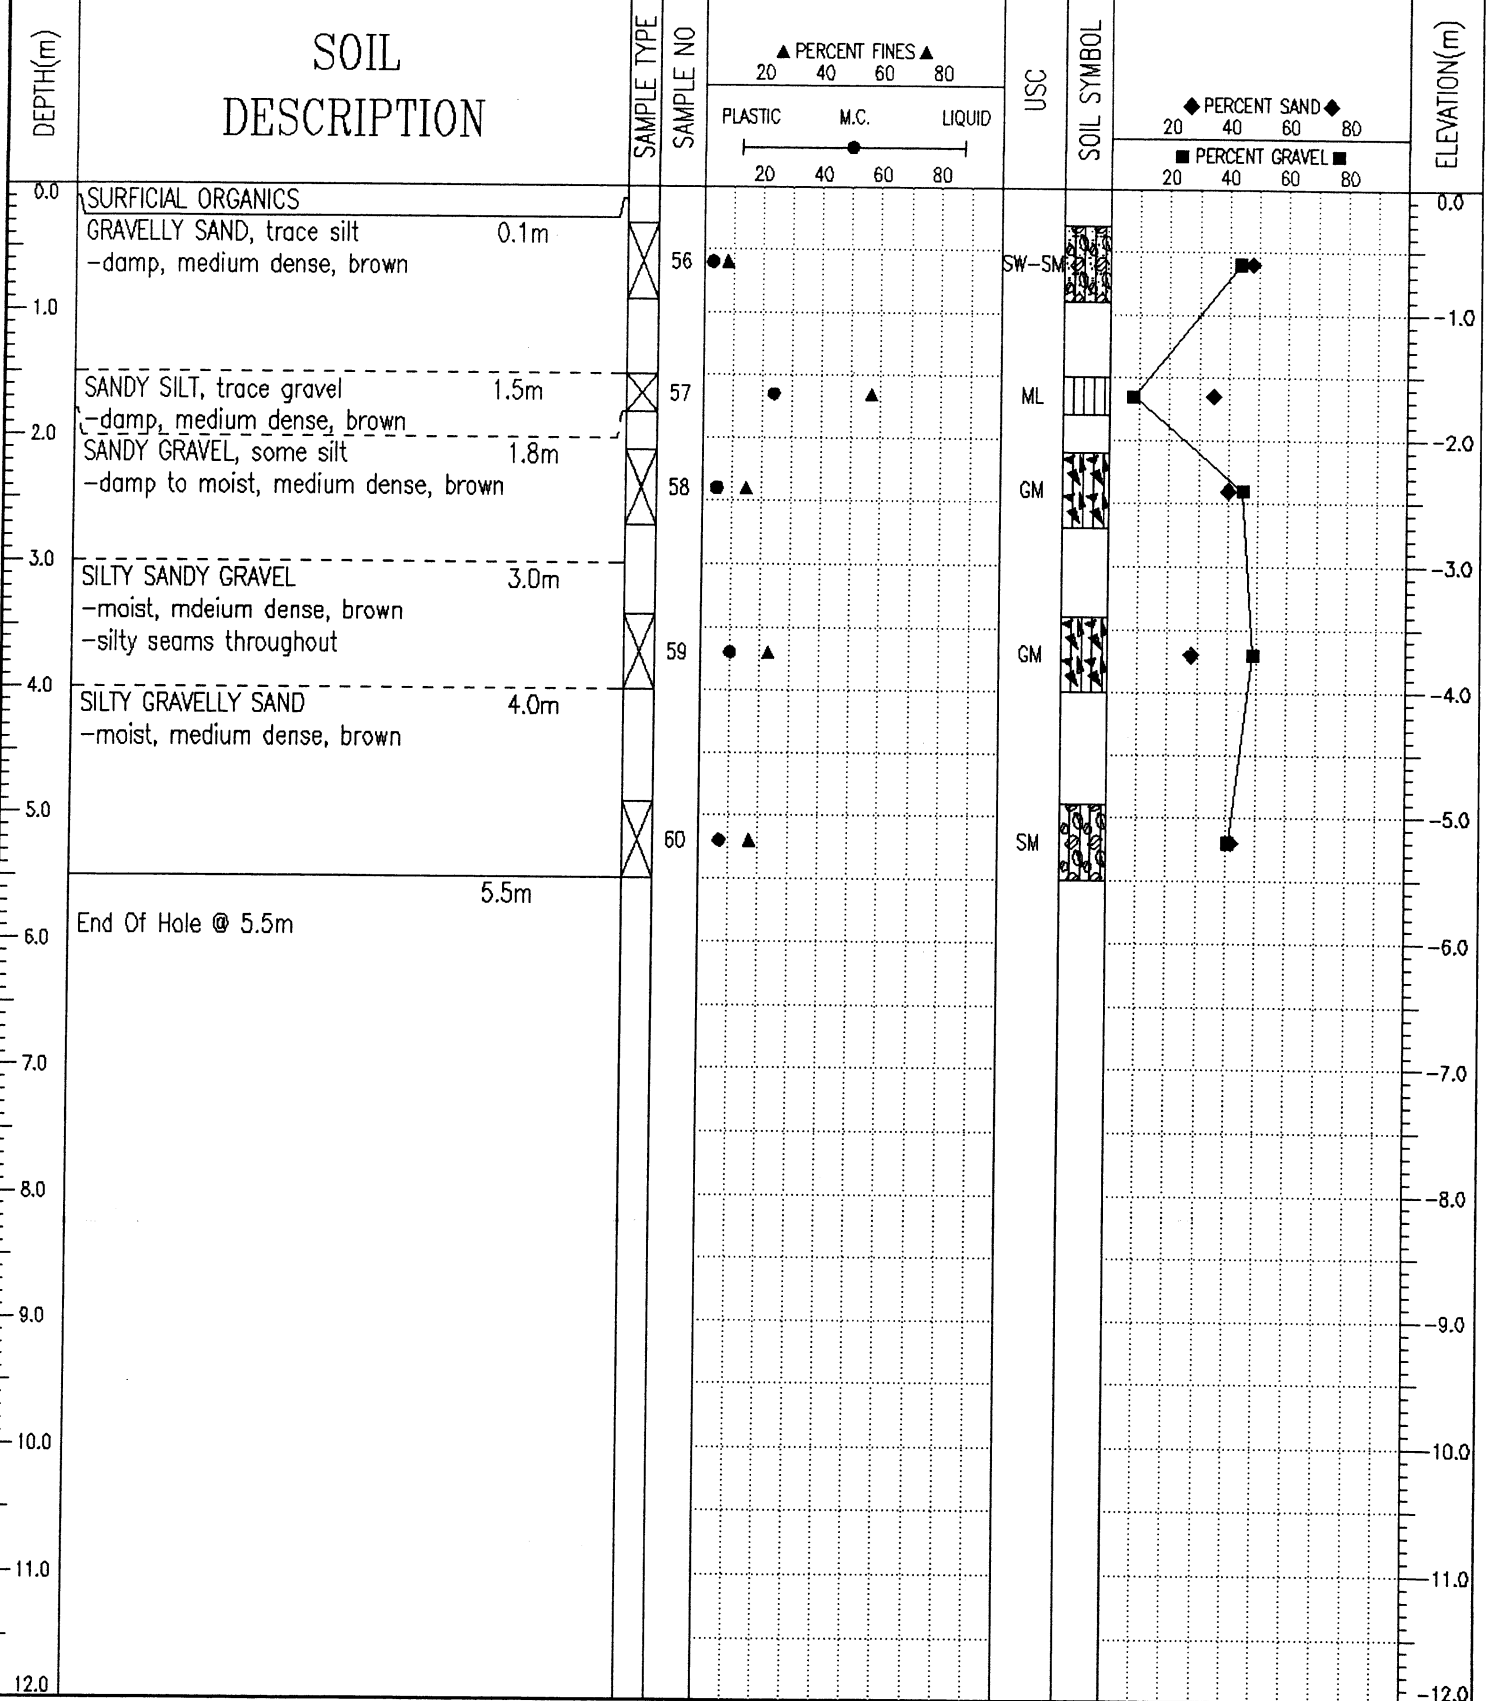 DEPTH(m)
SOIL
DESCRIPTION
SAMPLE TYPE
SAMPLE NO
▲ PERCENT FINES ▲
20 40 60 80
PLASTIC M.C. LIQUID
20 40 60 80
USC
SOIL SYMBOL
◆ PERCENT SAND ◆
20 40 60 80
■ PERCENT GRAVEL ■
20 40 60 80
ELEVATION(m)
0.0 SURFICIAL ORGANICS 0.0
GRAVELLY SAND, trace silt 0.1m
-damp, medium dense, brown 56 SW-SM
1.0 -1.0
SANDY SILT, trace gravel 1.5m 57 ML
-damp, medium dense, brown
2.0 -2.0
SANDY GRAVEL, some silt 1.8m
-damp to moist, medium dense, brown 58 GM
3.0 -3.0
SILTY SANDY GRAVEL 3.0m
-moist, mdeium dense, brown
-silty seams throughout 59 GM
4.0 -4.0
SILTY GRAVELLY SAND 4.0m
-moist, medium dense, brown
5.0 -5.0
60 SM
5.5m
End Of Hole @ 5.5m
6.0 -6.0
7.0 -7.0
8.0 -8.0
9.0 -9.0
10.0 -10.0
11.0 -11.0
12.0 -12.0